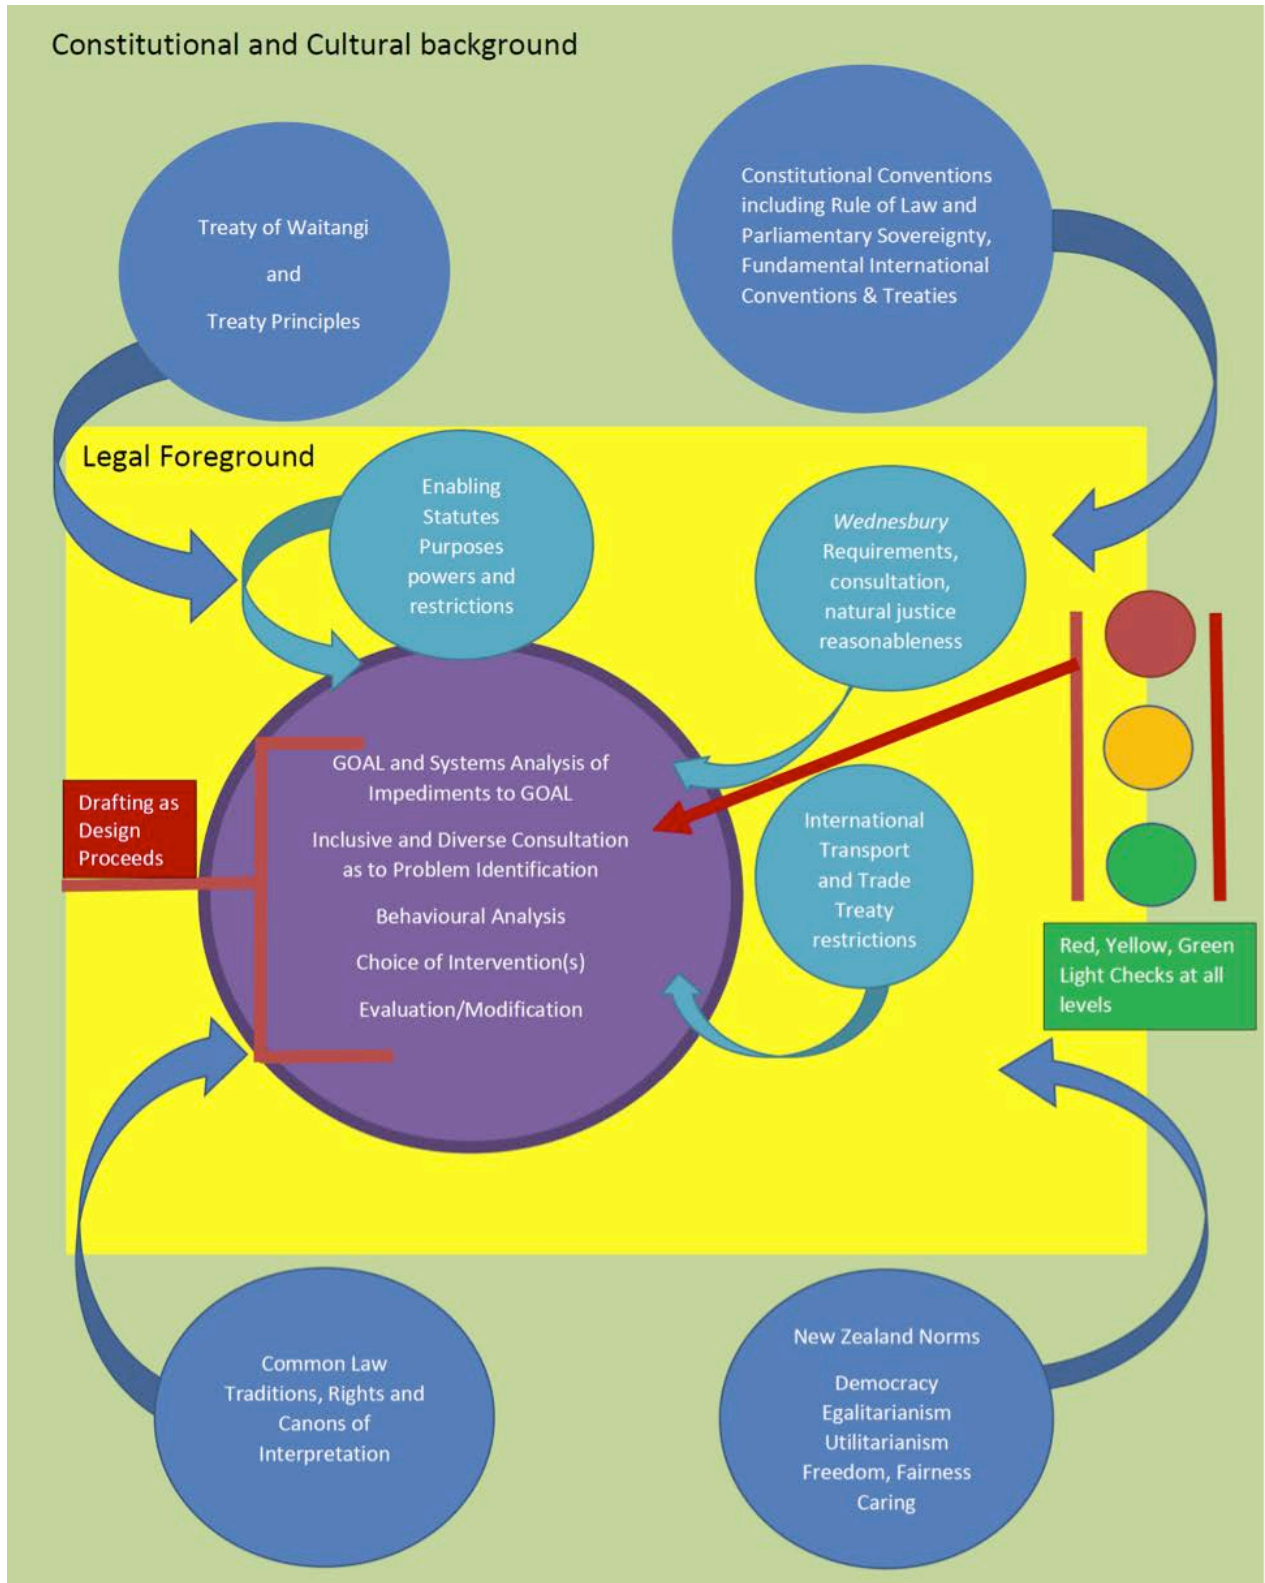 Constitutional and Cultural background
Treaty of Waitangi
and
Treaty Principles
Constitutional Conventions
including Rule of Law and
Parliamentary Sovereignty,
Fundamental International
Conventions & Treaties
Legal Foreground
Enabling
Statutes
Purposes
powers and
restrictions
Wednesbury
Requirements,
consultation,
natural justice
reasonableness
GOAL and Systems Analysis of
Impediments to GOAL
Inclusive and Diverse Consultation
as to Problem Identification
Behavioural Analysis
Choice of Intervention(s)
Evaluation/Modification
Drafting as
Design
Proceeds
International
Transport
and Trade
Treaty
restrictions
Red, Yellow, Green
Light Checks at all
levels
Common Law
Traditions, Rights and
Canons of
Interpretation
New Zealand Norms
Democracy
Egalitarianism
Utilitarianism
Freedom, Fairness
Caring